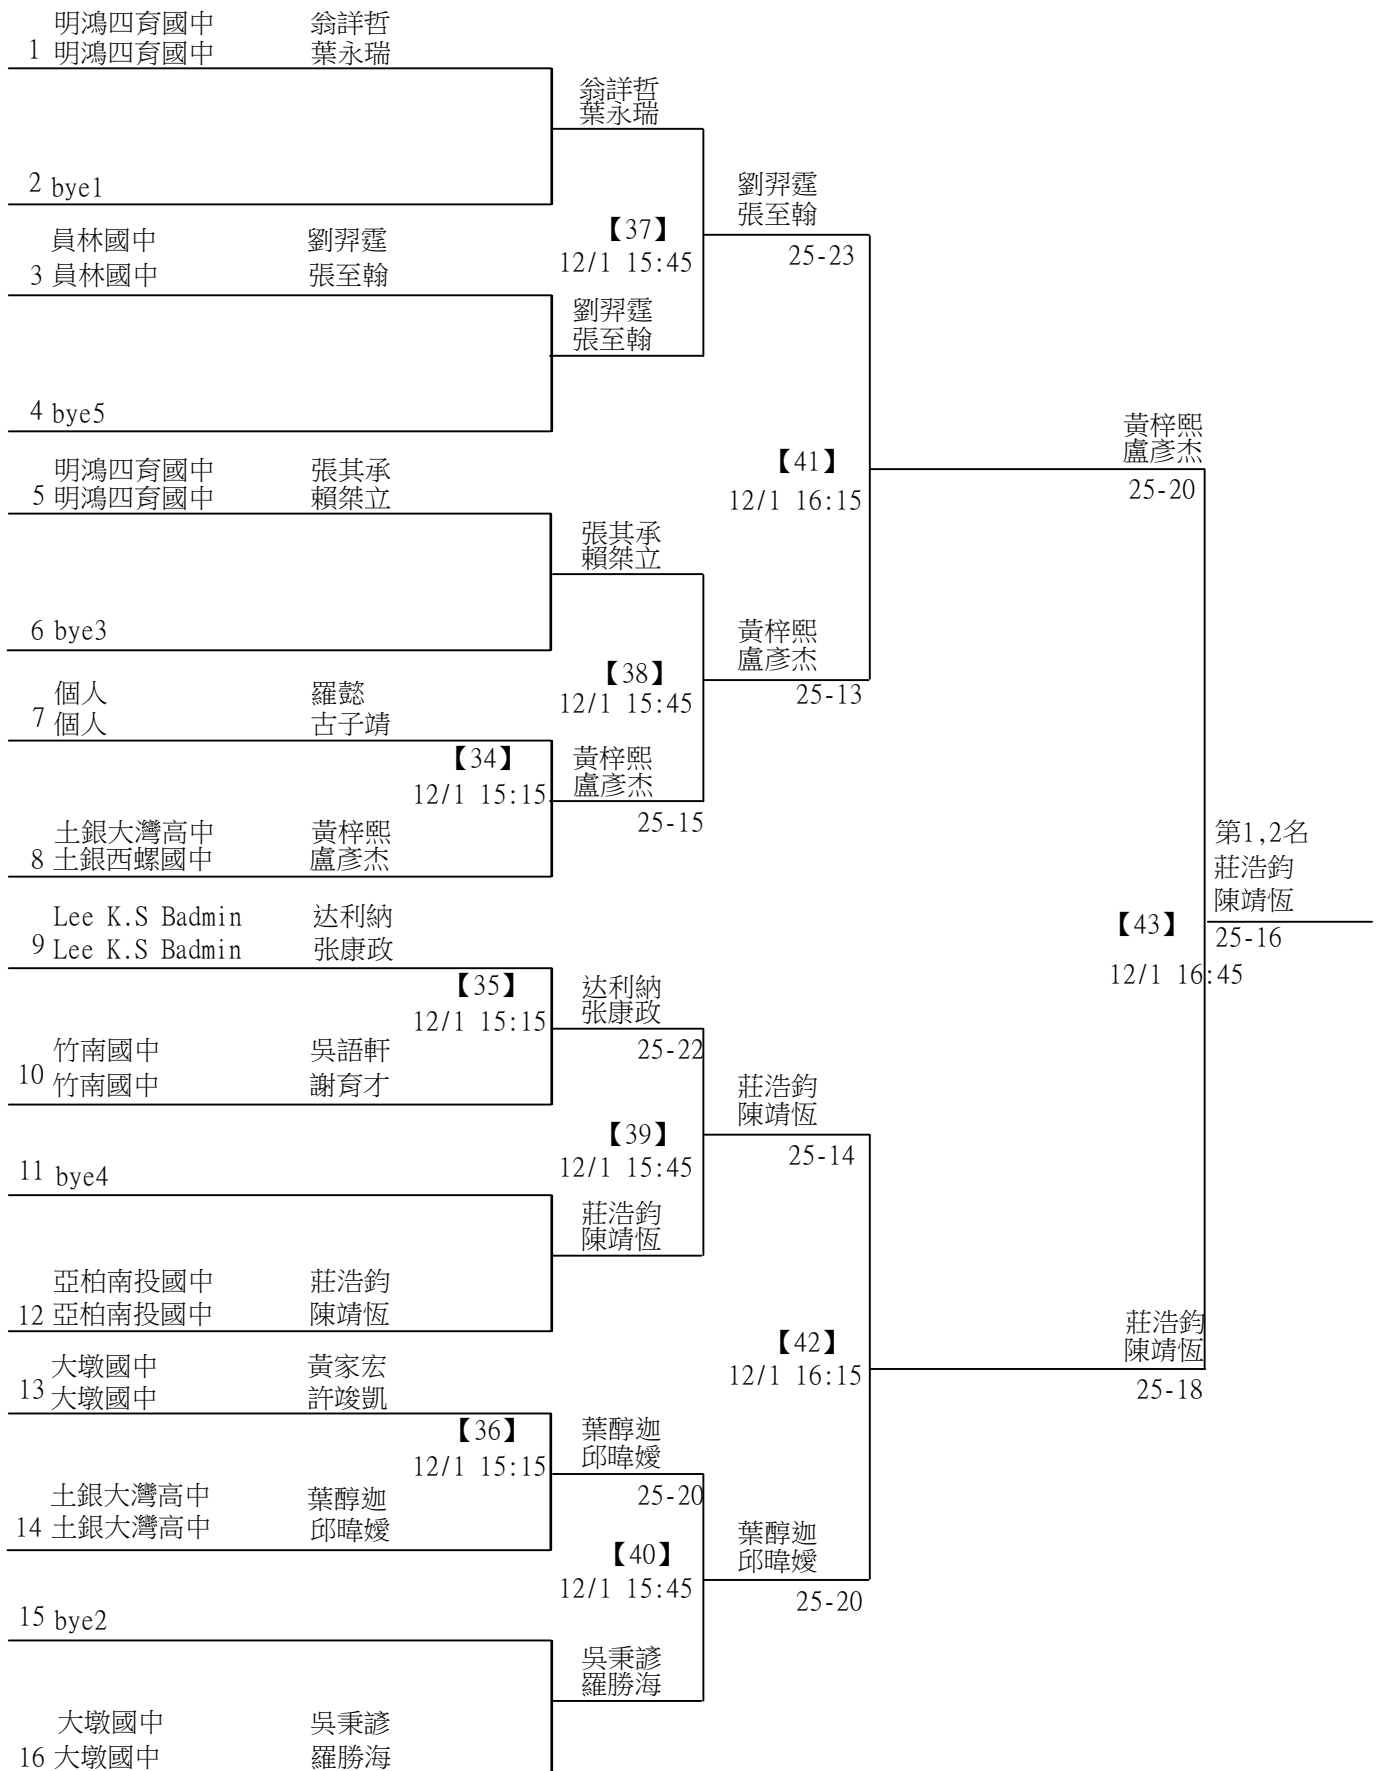 明鴻四育國中 翁詳哲
1 明鴻四育國中 葉永瑞
翁詳哲
葉永瑞
2 bye1
劉羿霆
張至翰
【37】
25-23
12/1 15:45
員林國中 劉羿霆
3 員林國中 張至翰
劉羿霆
張至翰
4 bye5
黃梓熙
盧彥杰
25-20
【41】
12/1 16:15
明鴻四育國中 張其承
5 明鴻四育國中 賴桀立
張其承
賴桀立
6 bye3
黃梓熙
盧彥杰
25-13
【38】
12/1 15:45
個人 羅懿
7 個人 古子靖
【34】
12/1 15:15
黃梓熙
盧彥杰
25-15
土銀大灣高中 黃梓熙
8 土銀西螺國中 盧彥杰
第1,2名
莊浩鈞
陳靖恆
【43】
25-16
12/1 16:45
Lee K.S Badmin 达利納
9 Lee K.S Badmin 张康政
【35】
12/1 15:15
达利納
张康政
25-22
竹南國中 吳語軒
10 竹南國中 謝育才
莊浩鈞
陳靖恆
25-14
【39】
12/1 15:45
11 bye4
莊浩鈞
陳靖恆
亞柏南投國中 莊浩鈞
12 亞柏南投國中 陳靖恆
莊浩鈞
陳靖恆
25-18
【42】
12/1 16:15
大墩國中 黃家宏
13 大墩國中 許竣凱
【36】
12/1 15:15
葉醇迦
邱暐嬡
25-20
土銀大灣高中 葉醇迦
14 土銀大灣高中 邱暐嬡
葉醇迦
邱暐嬡
25-20
【40】
12/1 15:45
15 bye2
吳秉諺
羅勝海
大墩國中 吳秉諺
16 大墩國中 羅勝海